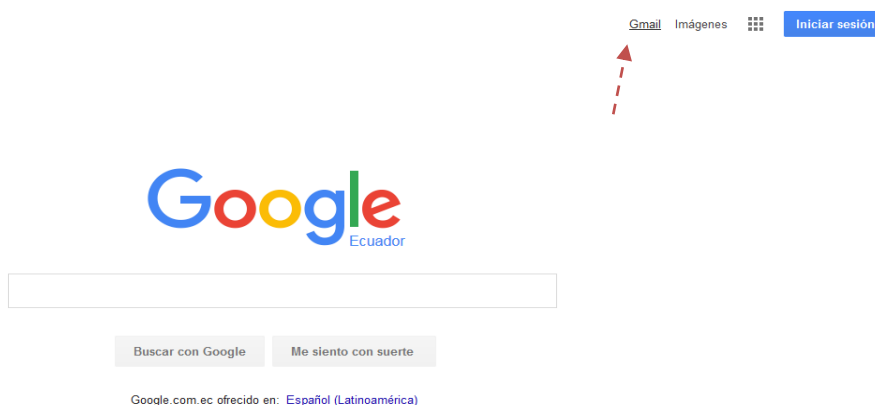 Gmail Imágenes Iniciar sesión
Google
Ecuador
Buscar con Google Me siento con suerte
Google.com.ec ofrecido en: Español (Latinoamérica)